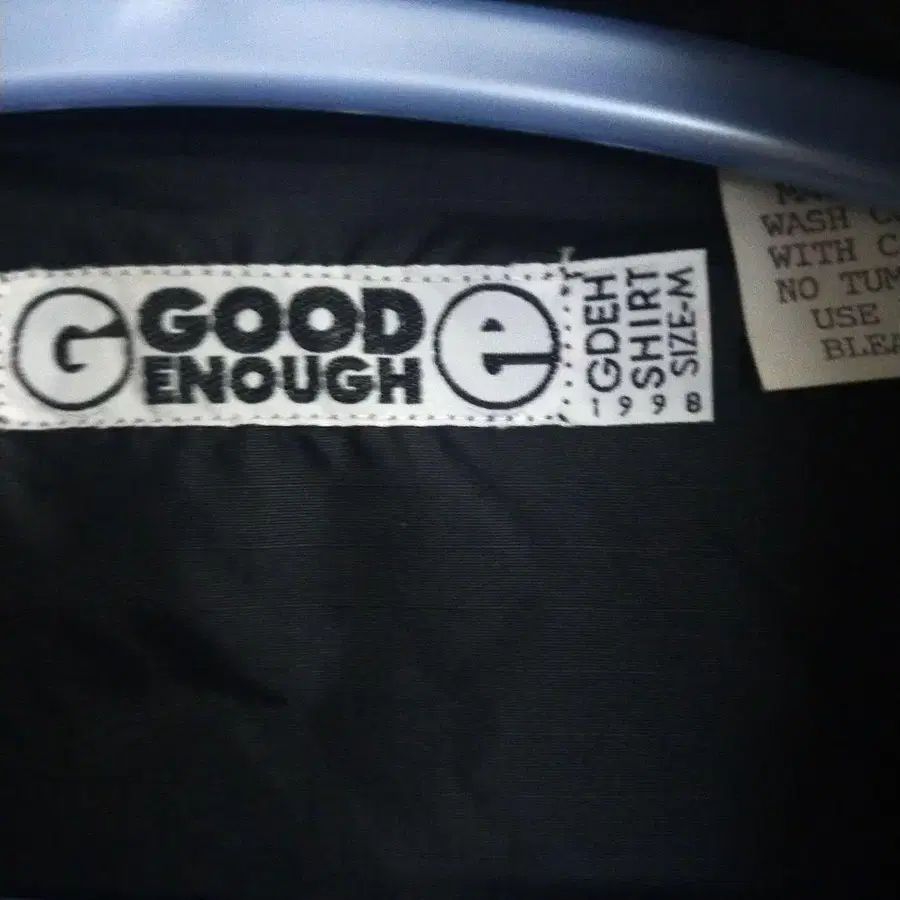 G GOOD e
ENOUGH
GDEH
SHIRT
SIZE-M
1998
WASH
WITH
NO
USE